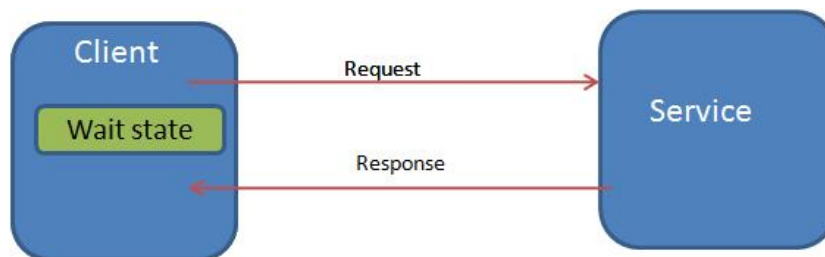 Client
Request
Service
Wait state
Response